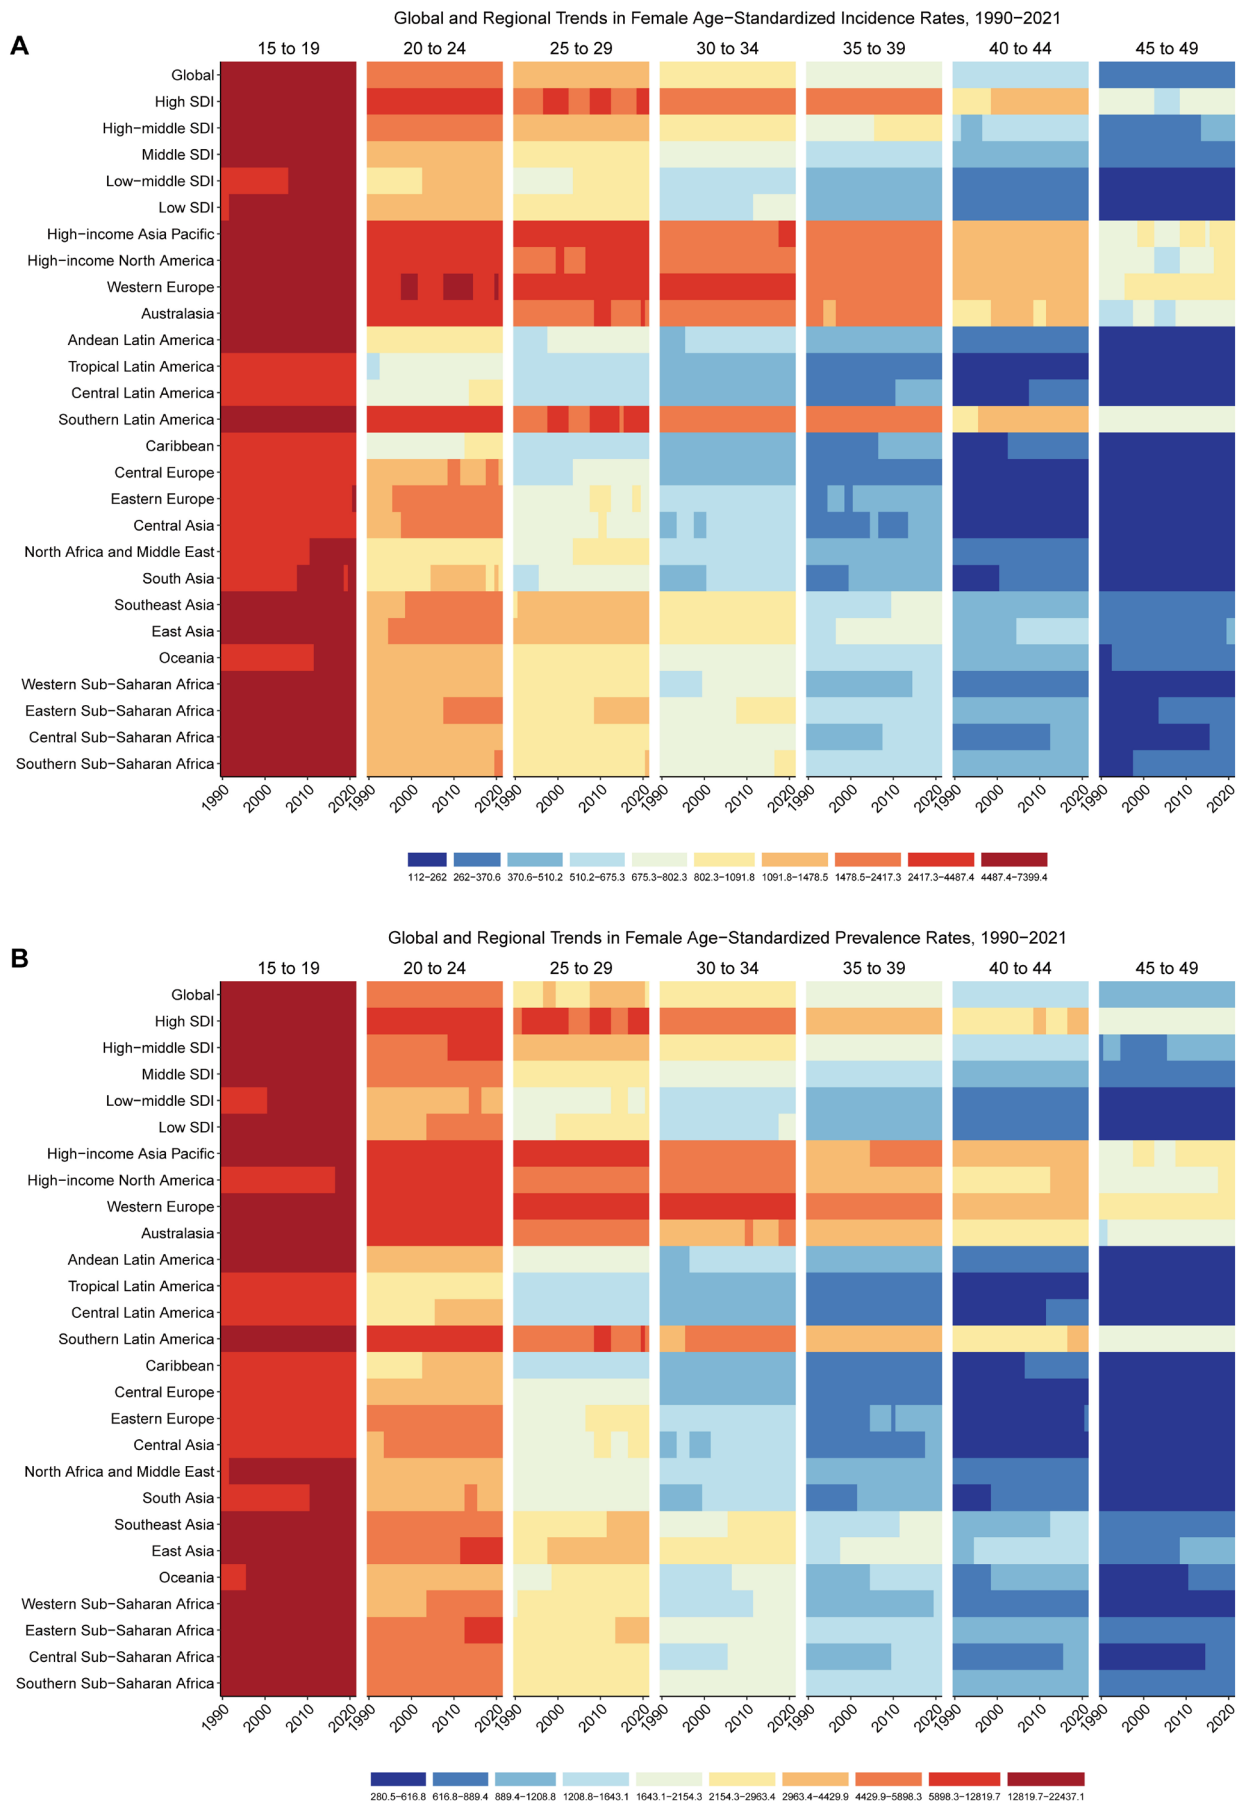 Global and Regional Trends in Female Age−Standardized Incidence Rates, 1990−2021
A
15 to 19 20 to 24 25 to 29 30 to 34 35 to 39 40 to 44 45 to 49
Global
High SDI
High−middle SDI
Middle SDI
Low−middle SDI
Low SDI
High−income Asia Pacific
High−income North America
Western Europe
Australasia
Andean Latin America
Tropical Latin America
Central Latin America
Southern Latin America
Caribbean
Central Europe
Eastern Europe
Central Asia
North Africa and Middle East
South Asia
Southeast Asia
East Asia
Oceania
Western Sub−Saharan Africa
Eastern Sub−Saharan Africa
Central Sub−Saharan Africa
Southern Sub−Saharan Africa
1990 2000 2010 2020 1990 2000 2010 2020 1990 2000 2010 2020 1990 2000 2010 2020 1990 2000 2010 2020 1990 2000 2010 2020 1990 2000 2010 2020
112−262 262−370.6 370.6−510.2 510.2−675.3 675.3−802.3 802.3−1091.8 1091.8−1478.5 1478.5−2417.3 2417.3−4487.4 4487.4−7399.4
Global and Regional Trends in Female Age−Standardized Prevalence Rates, 1990−2021
B
15 to 19 20 to 24 25 to 29 30 to 34 35 to 39 40 to 44 45 to 49
Global
High SDI
High−middle SDI
Middle SDI
Low−middle SDI
Low SDI
High−income Asia Pacific
High−income North America
Western Europe
Australasia
Andean Latin America
Tropical Latin America
Central Latin America
Southern Latin America
Caribbean
Central Europe
Eastern Europe
Central Asia
North Africa and Middle East
South Asia
Southeast Asia
East Asia
Oceania
Western Sub−Saharan Africa
Eastern Sub−Saharan Africa
Central Sub−Saharan Africa
Southern Sub−Saharan Africa
1990 2000 2010 2020 1990 2000 2010 2020 1990 2000 2010 2020 1990 2000 2010 2020 1990 2000 2010 2020 1990 2000 2010 2020 1990 2000 2010 2020
280.5−616.8 616.8−889.4 889.4−1208.8 1208.8−1643.1 1643.1−2154.3 2154.3−2963.4 2963.4−4429.9 4429.9−5898.3 5898.3−12819.7 12819.7−22437.1